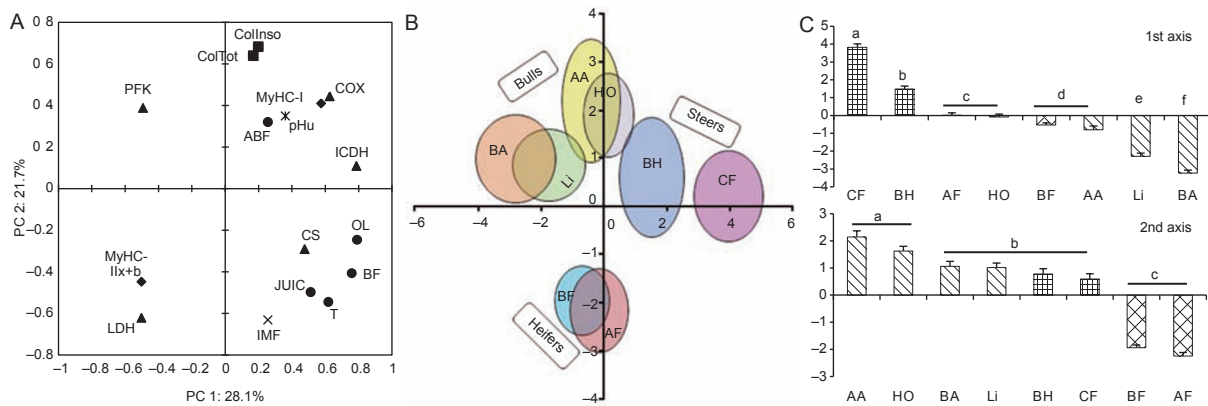 A
0 8
0 6
0 4
0 2
0
–0.2
–0.4
–0.6
–0.8
PC 2: 21.7%
ColInso
ColTot
PFK
MyHC-I
COX
pHu
ABF
ICDH
CS
OL
MyHC-
IIx+b
JUIC
BF
T
LDH
IMF
–1
–0.8
–0.6
–0.4
–0.2
0
0.2
0.4
0.6
0.8
1
PC 1: 28.1%
B
4
3
2
1
0
–1
–2
–3
–4
–6
–4
–2
0
2
4
6
Bulls
AA
HO
Steers
BA
Li
BH
CF
BF
AF
Heifers
C
1st axis
5
4
3
2
1
0
–1
–2
–3
–4
a
b
c
d
e
f
CF BH AF HO BF AA Li BA
2nd axis
3
2
1
0
–1
–2
–3
a
b
c
AA HO BA Li BH CF BF AF